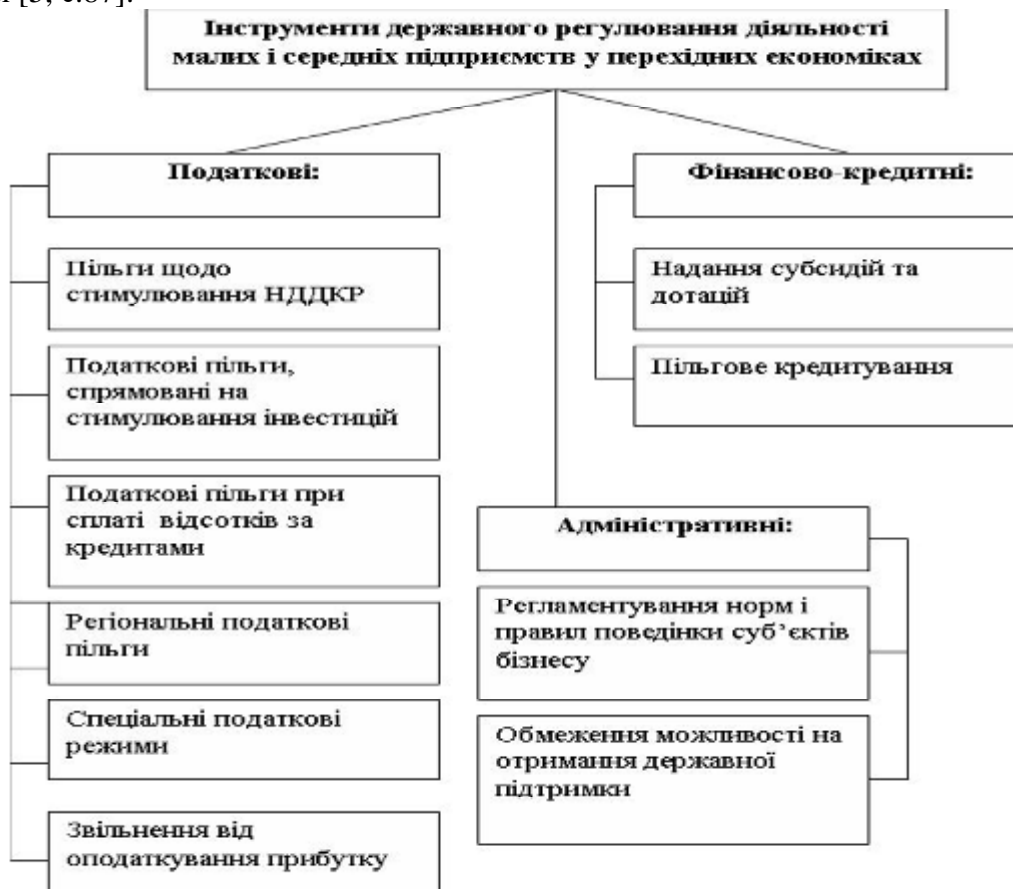 [5, с.87].
Інструменти державного регулювання діяльності
малих і середніх підприємств у перехідних економіках
Податкові:
Пільги щодо
стимулювання НДДКР
Податкові пільги,
спрямовані на
стимулювання інвестицій
Податкові пільги при
сплаті відсотків за
кредитами
Регіональні податкові
пільги
Спеціальні податкові
режими
Звільнення від
оподаткування прибутку
Фінансово-кредитні:
Надання субсидій та
дотацій
Пільгове кредитування
Адміністративні:
Регламентування норм і
правил поведінки суб’єктів
бізнесу
Обмеження можливості на
отримання державної
підтримки